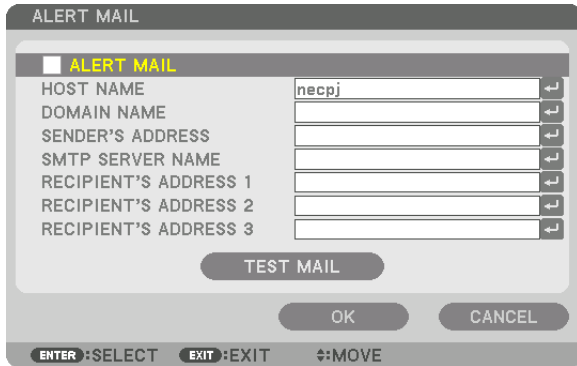 ALERT MAIL
ALERT MAIL
HOST NAME necpj
DOMAIN NAME
SENDER'S ADDRESS
SMTP SERVER NAME
RECIPIENT'S ADDRESS 1
RECIPIENT'S ADDRESS 2
RECIPIENT'S ADDRESS 3
TEST MAIL
OK CANCEL
ENTER :SELECT EXIT :EXIT :MOVE